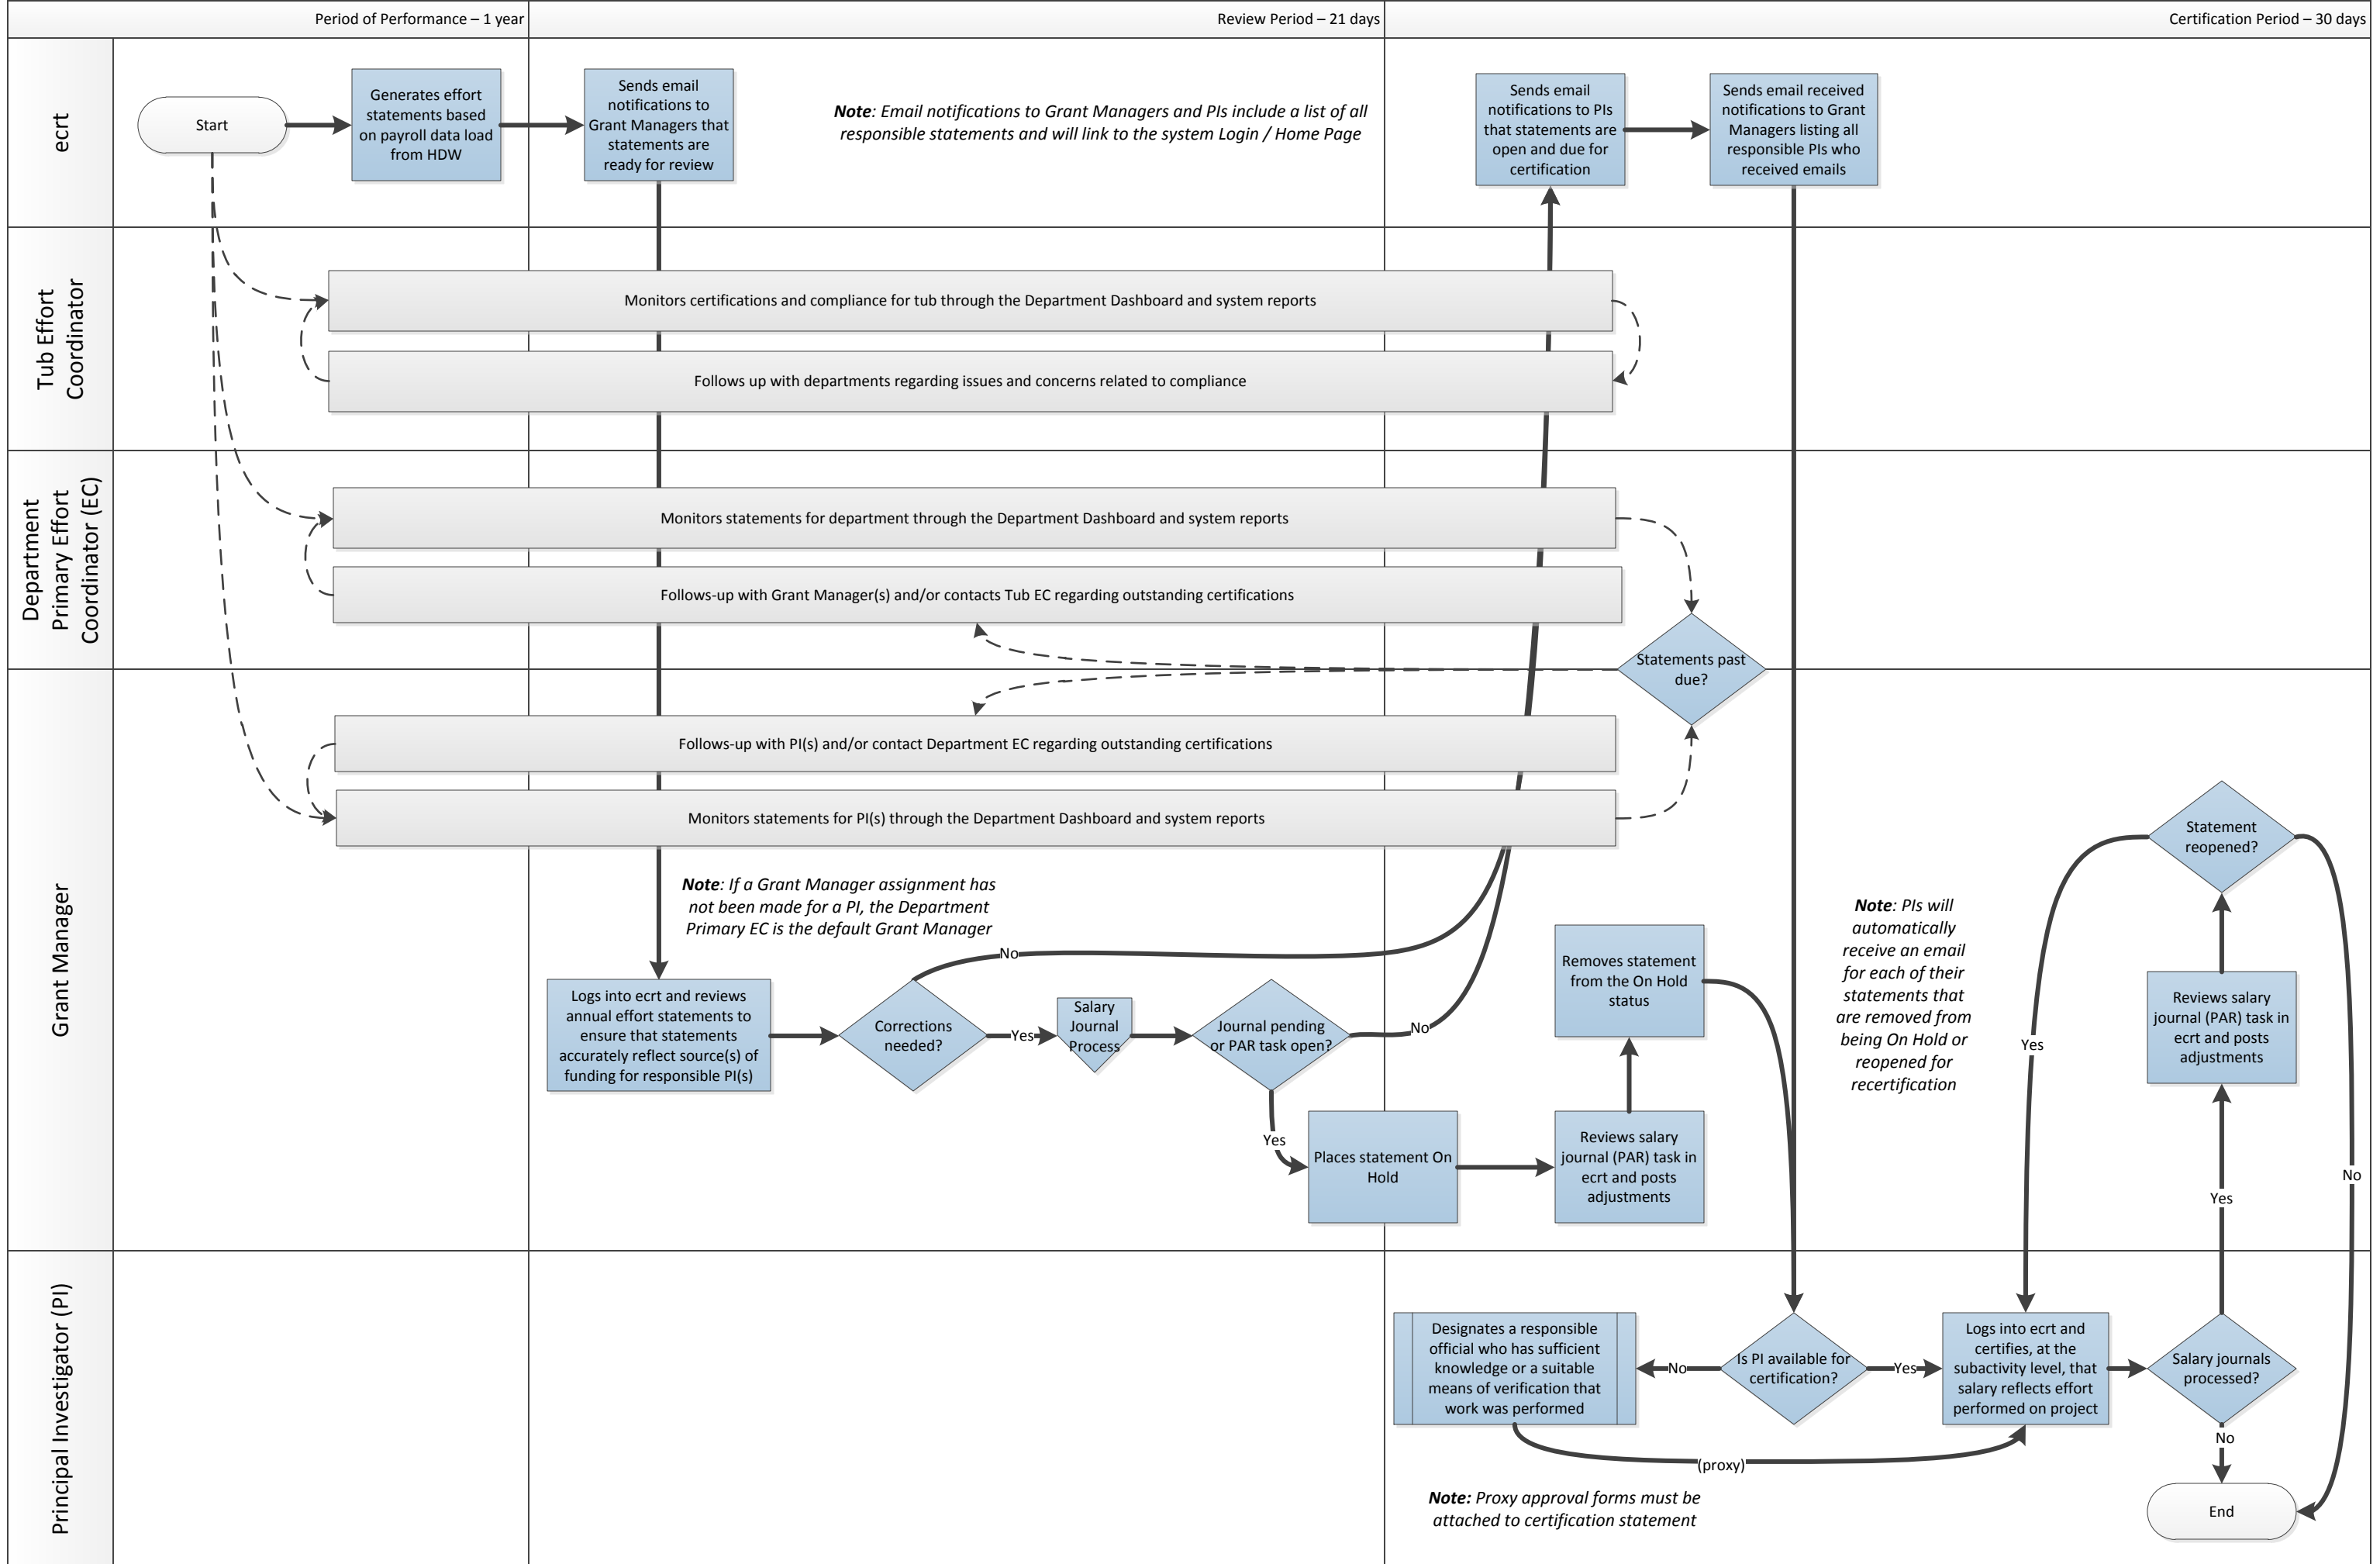 Period of Performance – 1 year
Review Period – 21 days
Certification Period – 30 days
ecrt
Start
Generates effort
statements based
on payroll data load
from HDW
Sends email
notifications to
Grant Managers that
statements are
ready for review
Note: Email notifications to Grant Managers and PIs include a list of all
responsible statements and will link to the system Login / Home Page
Sends email
notifications to PIs
that statements are
open and due for
certification
Sends email received
notifications to Grant
Managers listing all
responsible PIs who
received emails
Tub Effort
Coordinator
Monitors certifications and compliance for tub through the Department Dashboard and system reports
Follows up with departments regarding issues and concerns related to compliance
Department
Primary Effort
Coordinator (EC)
Monitors statements for department through the Department Dashboard and system reports
Follows-up with Grant Manager(s) and/or contacts Tub EC regarding outstanding certifications
Statements past
due?
Grant Manager
Follows-up with PI(s) and/or contact Department EC regarding outstanding certifications
Monitors statements for PI(s) through the Department Dashboard and system reports
Note: If a Grant Manager assignment has
not been made for a PI, the Department
Primary EC is the default Grant Manager
No
Logs into ecrt and reviews
annual effort statements to
ensure that statements
accurately reflect source(s) of
funding for responsible PI(s)
Corrections
needed?
Yes
Salary
Journal
Process
Journal pending
or PAR task open?
No
Yes
Places statement On
Hold
Reviews salary
journal (PAR) task in
ecrt and posts
adjustments
Removes statement
from the On Hold
status
Note: PIs will
automatically
receive an email
for each of their
statements that
are removed from
being On Hold or
reopened for
recertification
Statement
reopened?
Yes
Reviews salary
journal (PAR) task in
ecrt and posts
adjustments
Yes
No
Principal Investigator (PI)
Designates a responsible
official who has sufficient
knowledge or a suitable
means of verification that
work was performed
No
Is PI available for
certification?
Yes
Logs into ecrt and
certifies, at the
subactivity level, that
salary reflects effort
performed on project
Salary journals
processed?
No
(proxy)
Note: Proxy approval forms must be
attached to certification statement
End